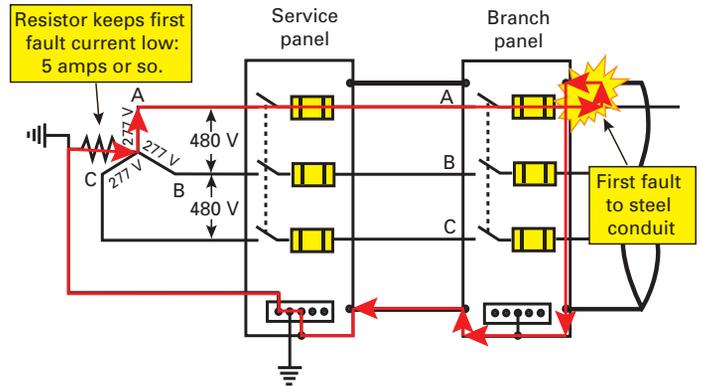 Resistor keeps first
fault current low:
5 amps or so.
Service
panel
Branch
panel
A
277 V
277 V
277 V
C
B
480 V
480 V
A
B
C
First fault
to steel
conduit